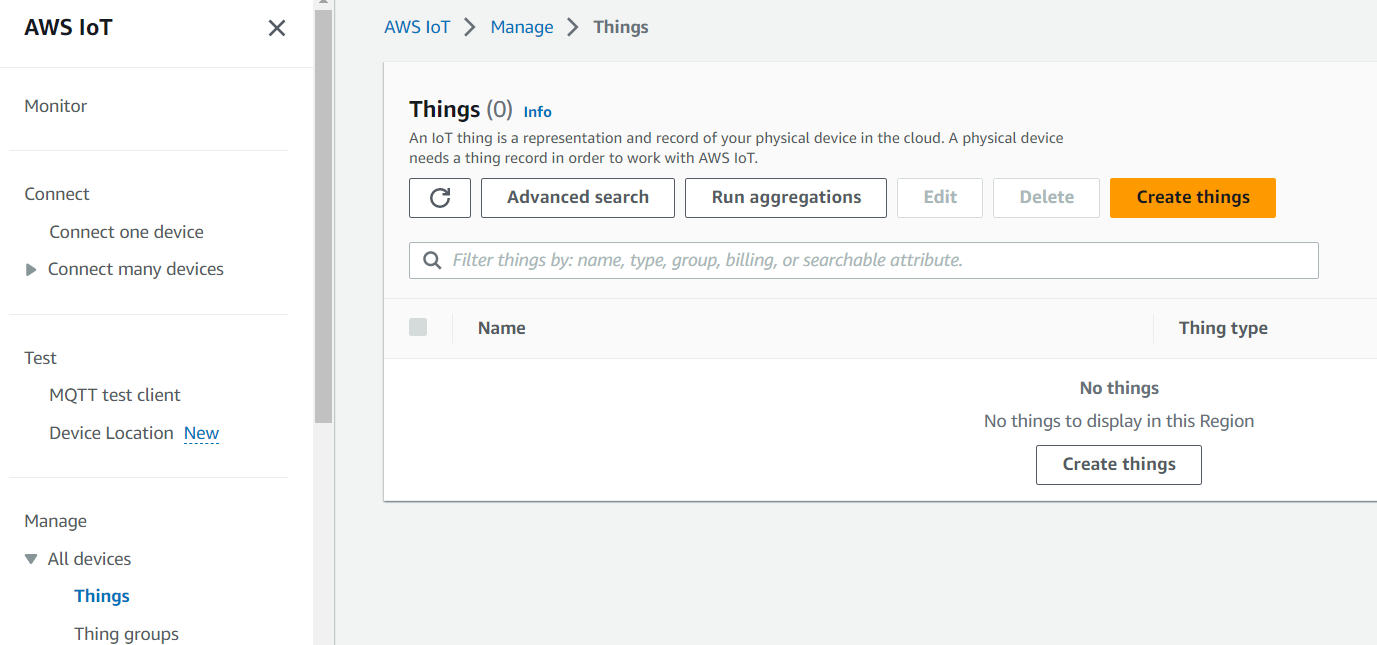 AWS IoT
Monitor
Connect
Connect one device
Connect many devices
Test
MQTT test client
Device Location New
Manage
All devices
Things
Thing groups
AWS IoT Manage Things
Things (0) Info
An IoT thing is a representation and record of your physical device in the cloud. A physical device
needs a thing record in order to work with AWS IoT.
Advanced search Run aggregations Edit Delete Create things
Filter things by: name, type, group, billing, or searchable attribute.
Name Thing type
No things
No things to display in this Region
Create things